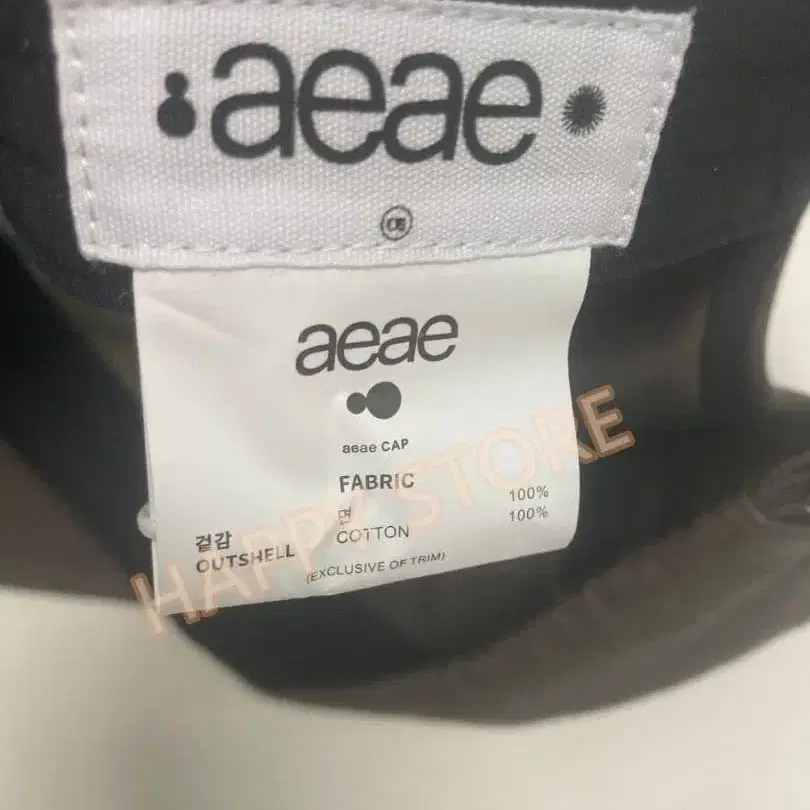 aeae
aeae
aeae CAP
FABRIC
면 100%
겉감 COTTON 100%
OUTSHELL
(EXCLUSIVE OF TRIM)
HAPPY STORE